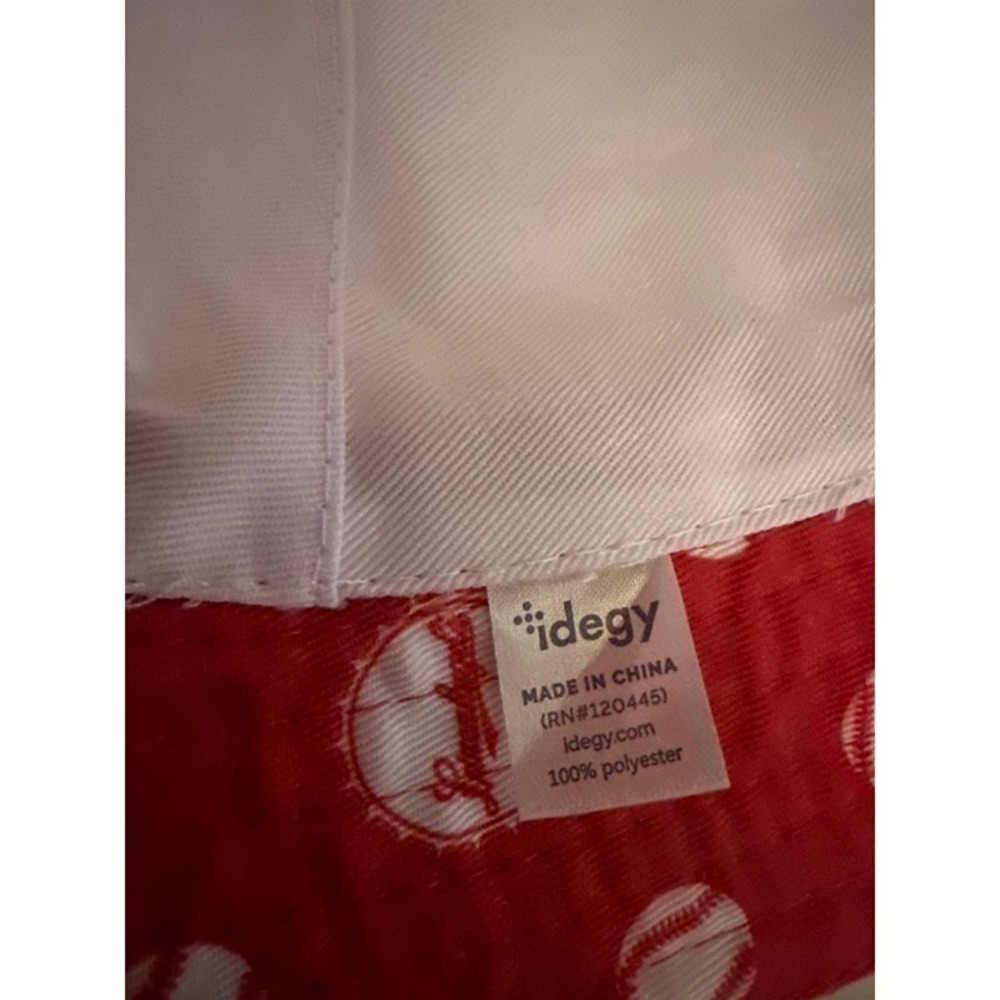 idegy
MADE IN CHINA
(RN#120445)
idegy.com
100% polyester